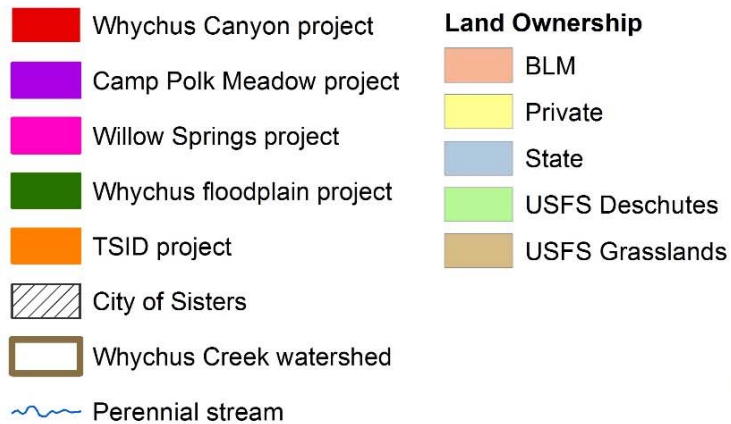 Whychus Canyon project
Camp Polk Meadow project
Willow Springs project
Whychus floodplain project
TSID project
City of Sisters
Whychus Creek watershed
Perennial stream
Land Ownership
BLM
Private
State
USFS Deschutes
USFS Grasslands